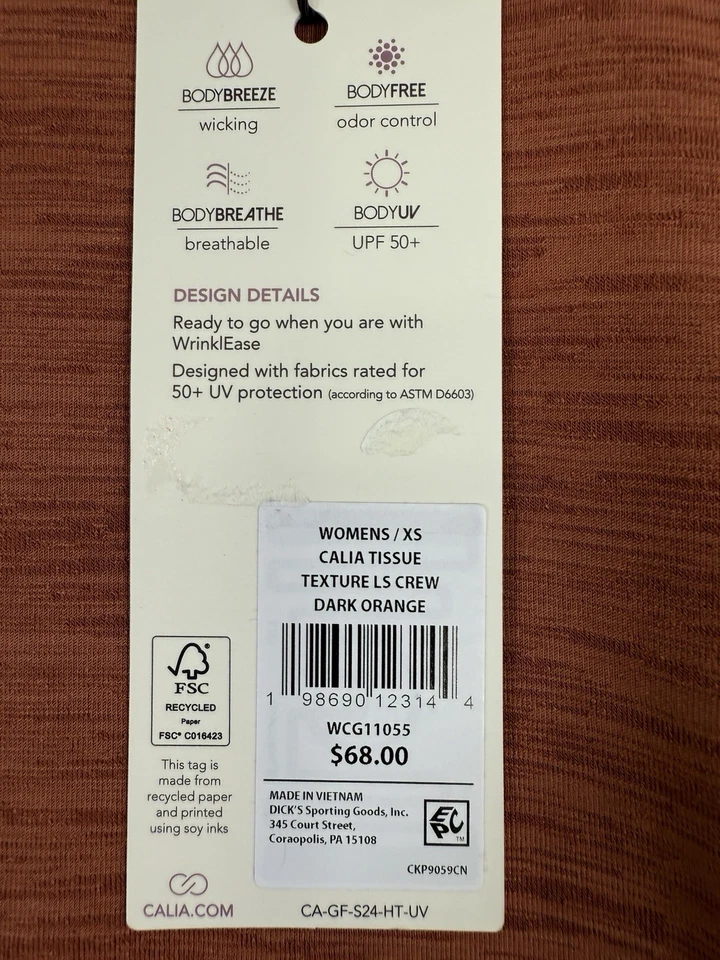 BODYBREEZE
wicking
BODYFREE
odor control
BODYBREATHE
breathable
BODYUV
UPF 50+
DESIGN DETAILS
Ready to go when you are with
WrinklEase
Designed with fabrics rated for
50+ UV protection (according to ASTM D6603)
WOMENS / XS
CALIA TISSUE
TEXTURE LS CREW
DARK ORANGE
1 98690 12314 4
WCG11055
$68.00
MADE IN VIETNAM
DICK'S Sporting Goods, Inc.
345 Court Street,
Coraopolis, PA 15108
EPC
TM
CKP9059CN
FSC
RECYCLED
Paper
FSC® C016423
This tag is
made from
recycled paper
and printed
using soy inks
CALIA.COM
CA-GF-S24-HT-UV